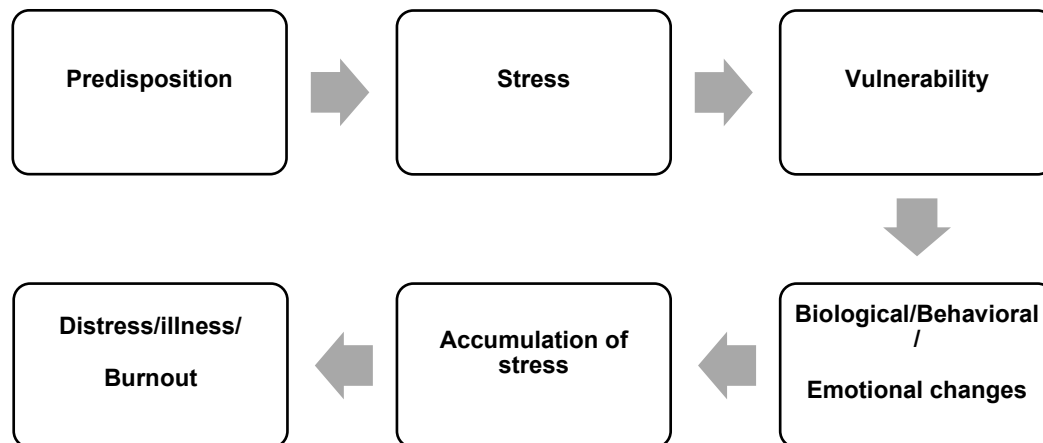 Predisposition
Stress
Vulnerability
Biological/Behavioral
/
Emotional changes
Accumulation of
stress
Distress/illness/
Burnout